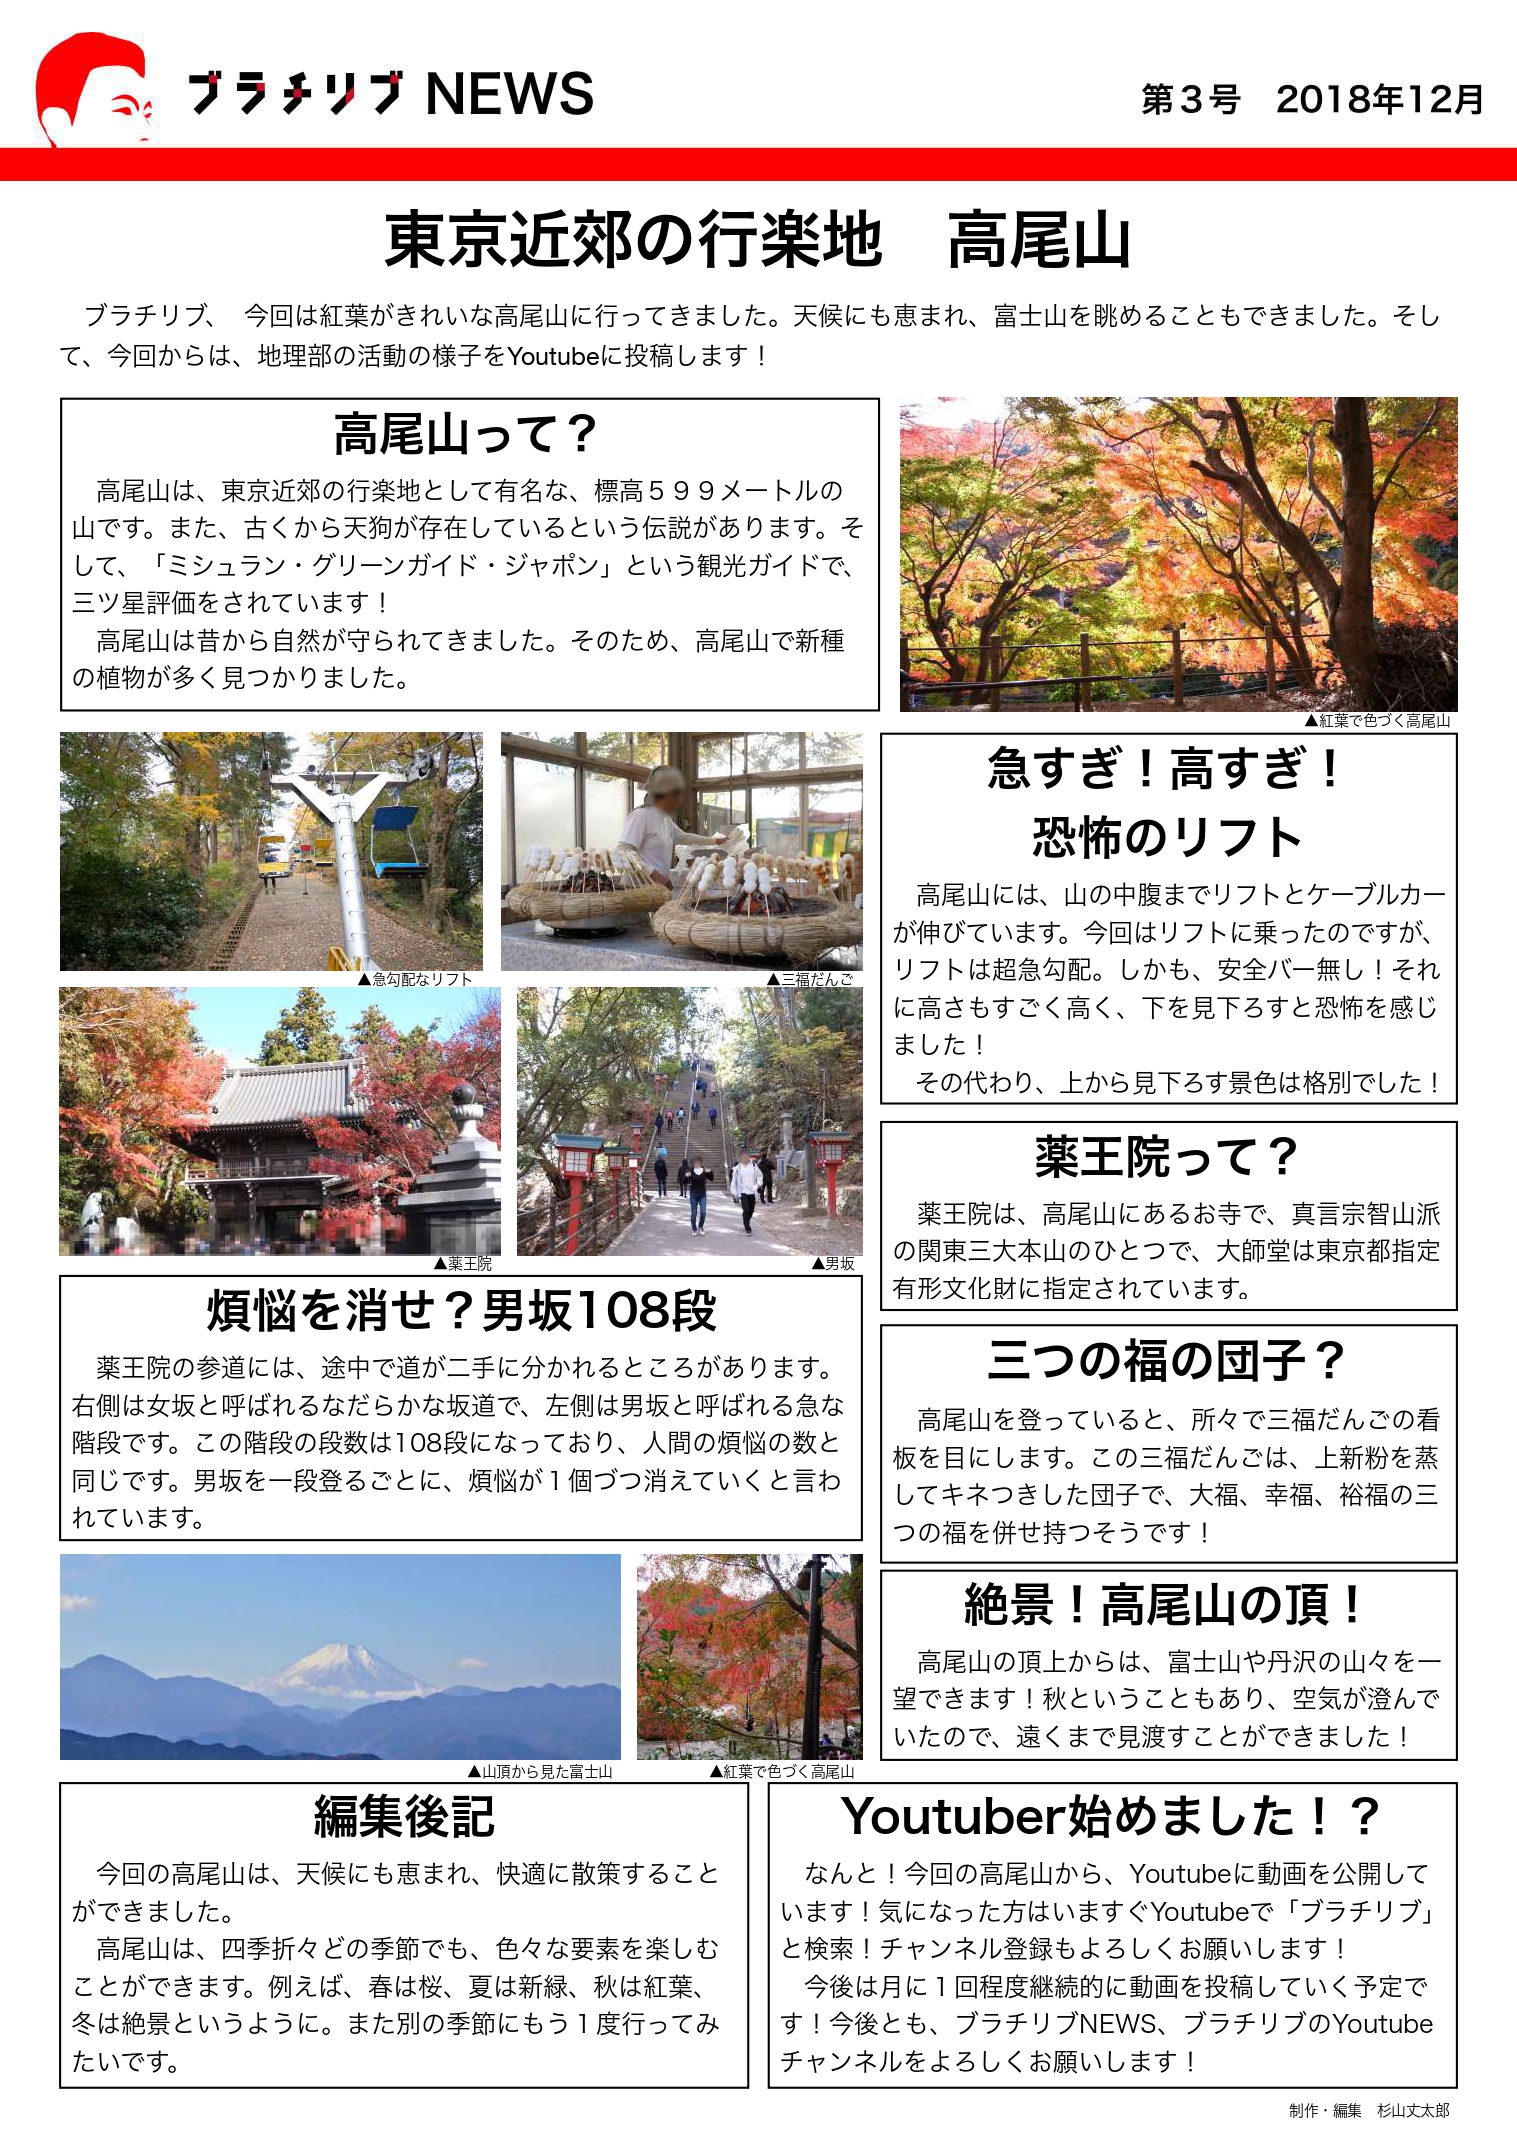 ブラチリブ NEWS
第３号　2018年12月
東京近郊の行楽地　高尾山
　ブラチリブ、　今回は紅葉がきれいな高尾山に行ってきました。天候にも恵まれ、富士山を眺めることもできました。そし
て、今回からは、地理部の活動の様子をYoutubeに投稿します！
高尾山って？
　高尾山は、東京近郊の行楽地として有名な、標高５９９メートルの
山です。また、古くから天狗が存在しているという伝説があります。そ
して、「ミシュラン・グリーンガイド・ジャポン」という観光ガイドで、
三ツ星評価をされています！
　高尾山は昔から自然が守られてきました。そのため、高尾山で新種
の植物が多く見つかりました。
▲紅葉で色づく高尾山
▲急勾配なリフト
▲三福だんご
急すぎ！高すぎ！
恐怖のリフト
　高尾山には、山の中腹までリフトとケーブルカー
が伸びています。今回はリフトに乗ったのですが、
リフトは超急勾配。しかも、安全バー無し！それ
に高さもすごく高く、下を見下ろすと恐怖を感じ
ました！
　その代わり、上から見下ろす景色は格別でした！
▲薬王院
▲男坂
薬王院って？
　薬王院は、高尾山にあるお寺で、真言宗智山派
の関東三大本山のひとつで、大師堂は東京都指定
有形文化財に指定されています。
煩悩を消せ？男坂108段
　薬王院の参道には、途中で道が二手に分かれるところがあります。
右側は女坂と呼ばれるなだらかな坂道で、左側は男坂と呼ばれる急な
階段です。この階段の段数は108段になっており、人間の煩悩の数と
同じです。男坂を一段登るごとに、煩悩が１個づつ消えていくと言わ
れています。
三つの福の団子？
　高尾山を登っていると、所々で三福だんごの看
板を目にします。この三福だんごは、上新粉を蒸
してキネつきした団子で、大福、幸福、裕福の三
つの福を併せ持つそうです！
▲山頂から見た富士山
▲紅葉で色づく高尾山
絶景！高尾山の頂！
　高尾山の頂上からは、富士山や丹沢の山々を一
望できます！秋ということもあり、空気が澄んで
いたので、遠くまで見渡すことができました！
編集後記
　今回の高尾山は、天候にも恵まれ、快適に散策すること
ができました。
　高尾山は、四季折々どの季節でも、色々な要素を楽しむ
ことができます。例えば、春は桜、夏は新緑、秋は紅葉、
冬は絶景というように。また別の季節にもう１度行ってみ
たいです。
Youtuber始めました！？
　なんと！今回の高尾山から、Youtubeに動画を公開して
います！気になった方はいますぐYoutubeで「ブラチリブ」
と検索！チャンネル登録もよろしくお願いします！
　今後は月に１回程度継続的に動画を投稿していく予定で
す！今後とも、ブラチリブNEWS、ブラチリブのYoutube
チャンネルをよろしくお願いします！
制作・編集　杉山丈太郎